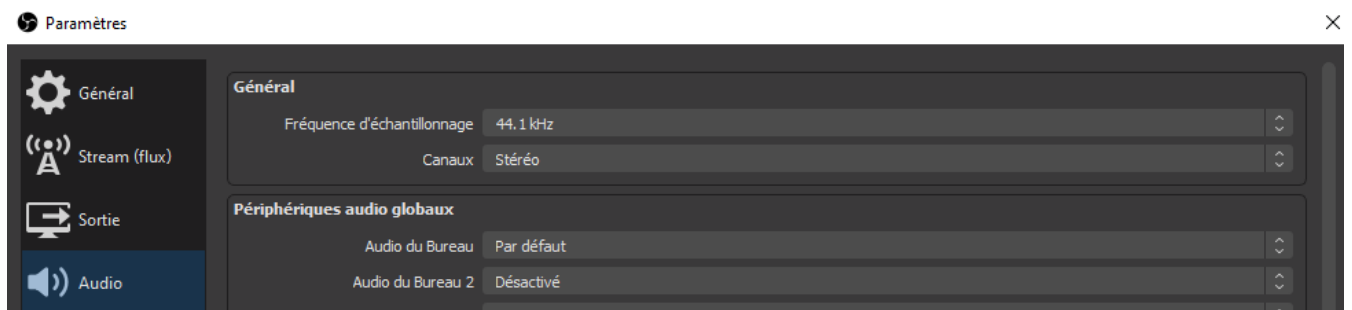 Paramètres
Général
Stream (flux)
Sortie
Audio
Général
Fréquence d'échantillonnage 44.1 kHz
Canaux Stéréo
Périphériques audio globaux
Audio du Bureau Par défaut
Audio du Bureau 2 Désactivé